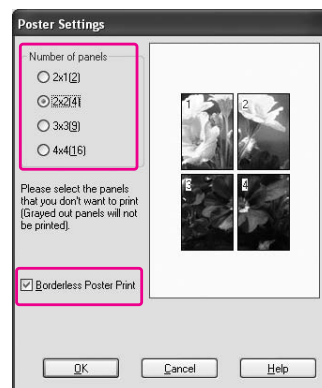 Poster Settings
Number of panels
2x1(2)
2x2(4)
3x3(9)
4x4(16)
Please select the panels
that you don't want to print
(Grayed out panels will not
be printed).
Borderless Poster Print
1 2
3 4
OK Cancel Help